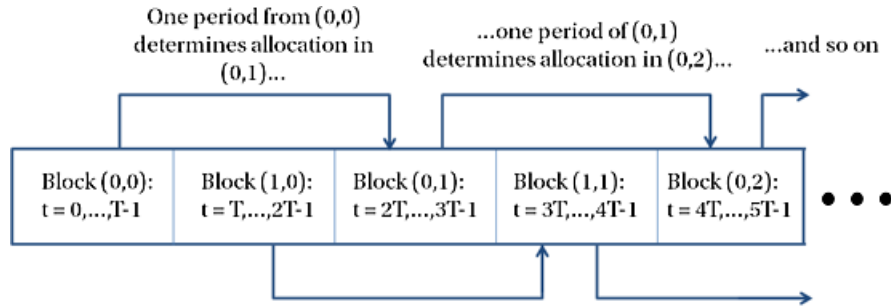 One period from (0,0)
determines allocation in
(0,1)...
...one period of (0,1)
determines allocation in (0,2)...
...and so on
Block (0,0):
t = 0,...,T-1
Block (1,0):
t = T,...,2T-1
Block (0,1):
t = 2T,...,3T-1
Block (1,1):
t = 3T,...,4T-1
Block (0,2):
t = 4T,...,5T-1